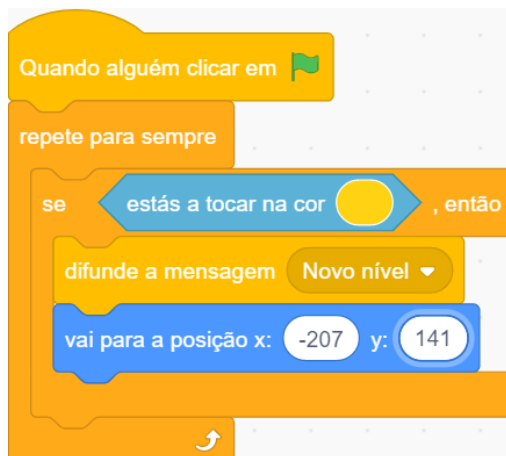 Quando alguém clicar em
repete para sempre
se estás a tocar na cor , então
difunde a mensagem Novo nível
vai para a posição x: -207 y: 141